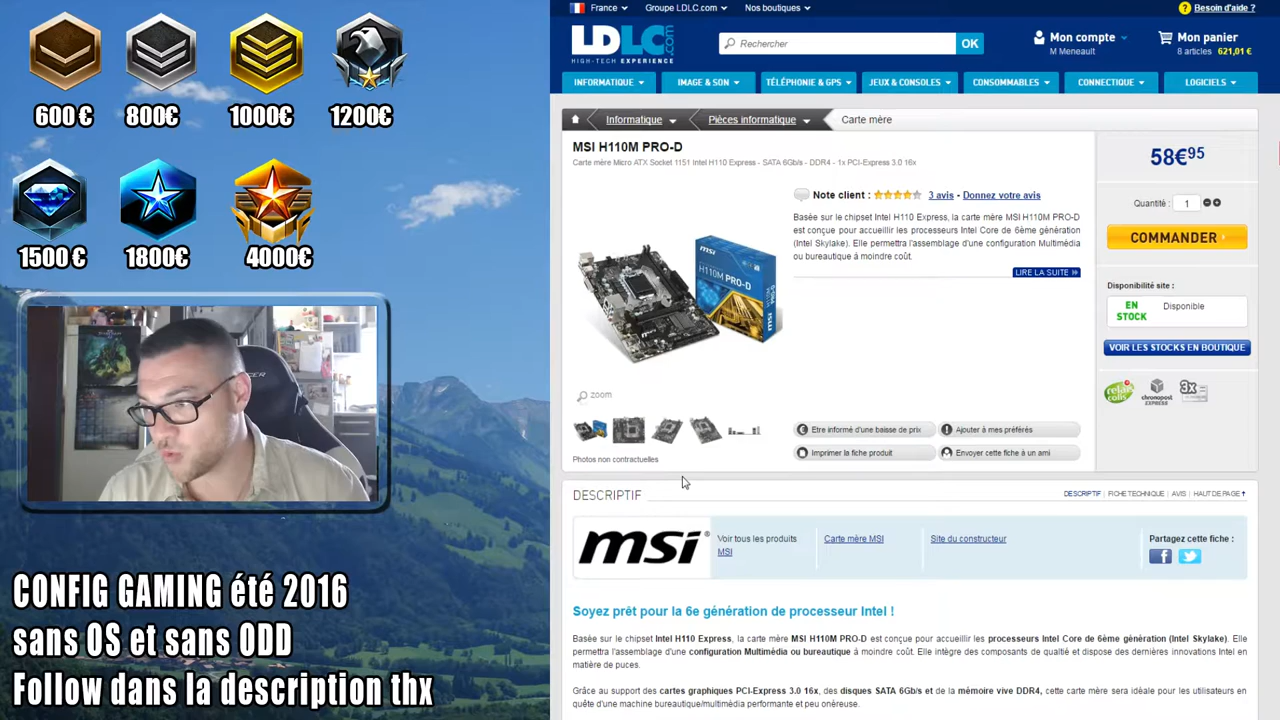 600€
800€
1000€
1200€
1500€
1800€
4000€
CONFIG GAMING été 2016
sans OS et sans ODD
Follow dans la description thx
France
Groupe LDLC.com
Nos boutiques
Besoin d'aide ?
LDLC.com
HIGH-TECH EXPERIENCE
Rechercher
OK
Mon compte
M Meneault
Mon panier
8 articles 621,01 €
INFORMATIQUE
IMAGE & SON
TÉLÉPHONIE & GPS
JEUX & CONSOLES
CONSOMMABLES
CONNECTIQUE
LOGICIELS
Informatique
Pièces informatique
Carte mère
MSI H110M PRO-D
Carte mère Micro ATX Socket 1151 Intel H110 Express - SATA 6Gb/s - DDR4 - 1x PCI-Express 3.0 16x
Note client :
3 avis - Donnez votre avis
Basée sur le chipset Intel H110 Express, la carte mère MSI H110M PRO-D
est conçue pour accueillir les processeurs Intel Core de 6ème génération
(Intel Skylake). Elle permettra l'assemblage d'une configuration Multimédia
ou bureautique à moindre coût.
LIRE LA SUITE
msi
H110M PRO-D
zoom
Photos non contractuelles
Etre informé d'une baisse de prix
Ajouter à mes préférés
Imprimer la fiche produit
Envoyer cette fiche à un ami
58€95
Quantité :
1
COMMANDER
Disponibilité site :
EN
STOCK
Disponible
VOIR LES STOCKS EN BOUTIQUE
relais
colis
chronopost
EXPRESS
3x
DESCRIPTIF
DESCRIPTIF
FICHE TECHNIQUE
AVIS
HAUT DE PAGE
msi
Voir tous les produits
MSI
Carte mère MSI
Site du constructeur
Partagez cette fiche :
Soyez prêt pour la 6e génération de processeur Intel !
Basée sur le chipset Intel H110 Express, la carte mère MSI H110M PRO-D est conçue pour accueillir les processeurs Intel Core de 6ème génération (Intel Skylake). Elle
permettra l'assemblage d'une configuration Multimédia ou bureautique à moindre coût. Elle intègre des composants de qualtié et dispose des dernières innovations Intel en
matière de puces.
Grâce au support des cartes graphiques PCI-Express 3.0 16x, des disques SATA 6Gb/s et de la mémoire vive DDR4, cette carte mère sera idéale pour les utilisateurs en
quête d'une machine bureautique/multimédia performante et peu onéreuse.